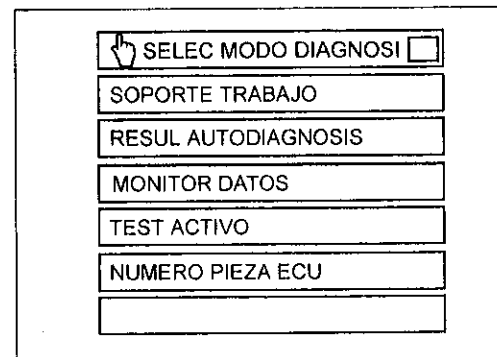 SELEC MODO DIAGNOSI
SOPORTE TRABAJO
RESUL AUTODIAGNOSIS
MONITOR DATOS
TEST ACTIVO
NUMERO PIEZA ECU